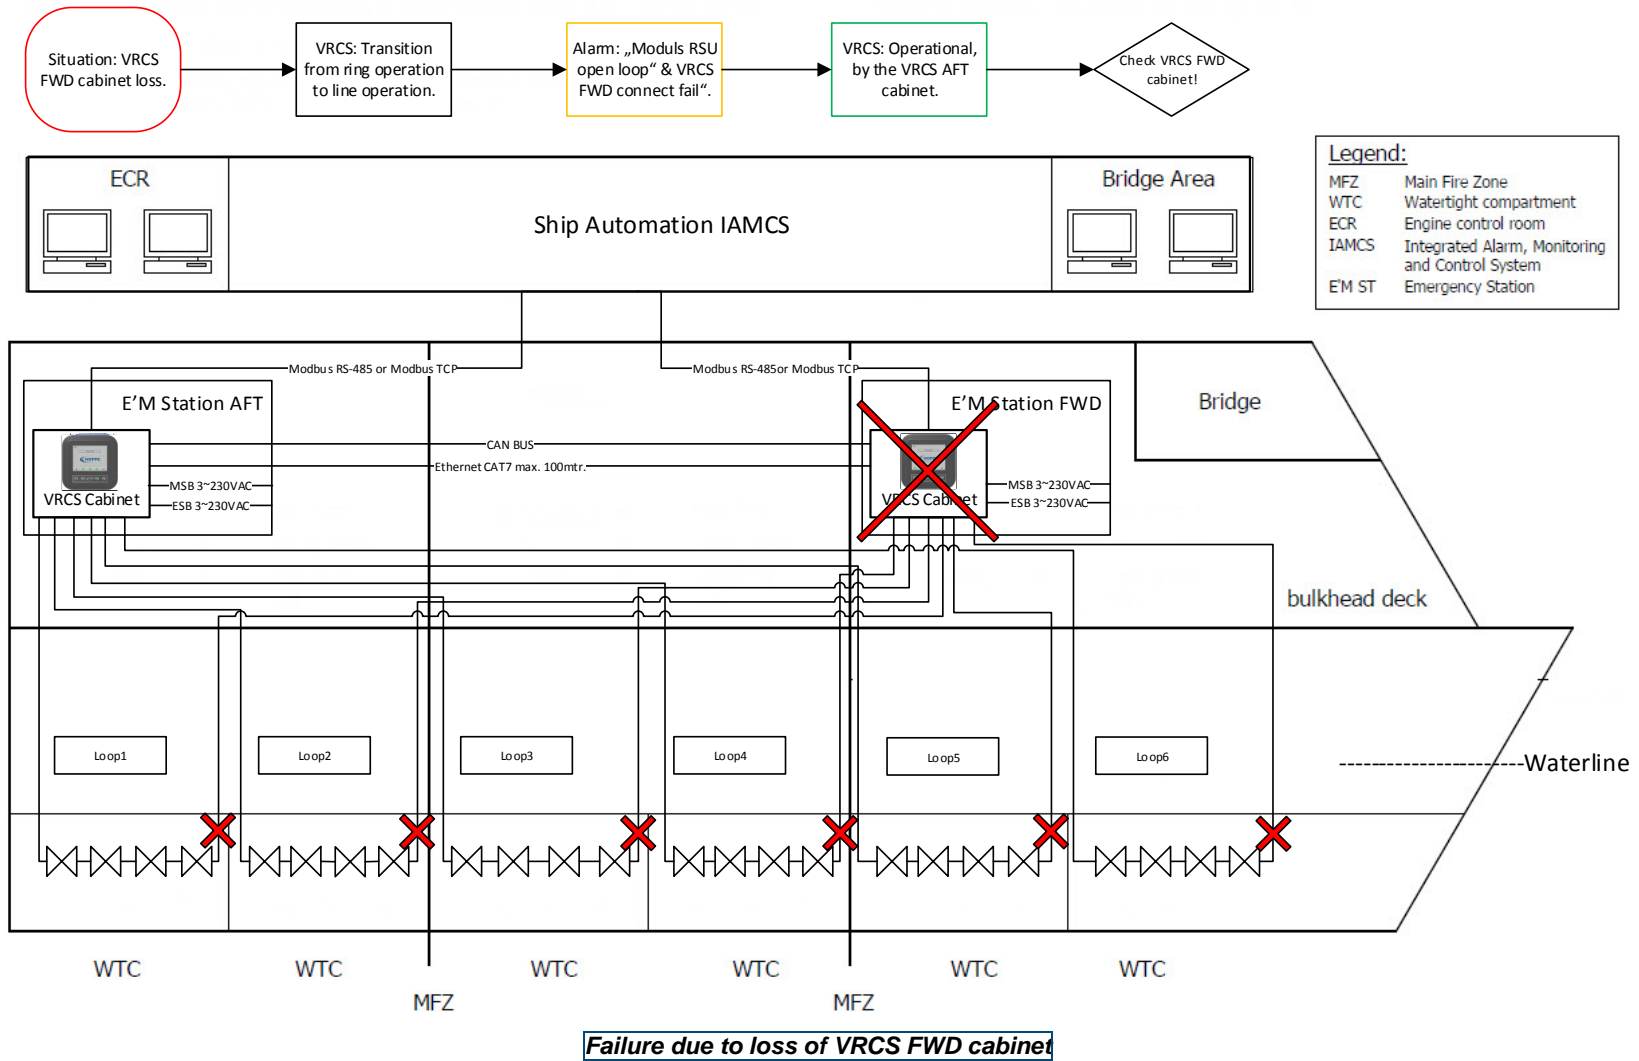 Situation: VRCS
FWD cabinet loss.
VRCS: Transition
from ring operation
to line operation.
Alarm: „Moduls RSU
open loop“ & VRCS
FWD connect fail“.
VRCS: Operational,
by the VRCS AFT
cabinet.
Check VRCS FWD
cabinet!
ECR
Ship Automation IAMCS
Bridge Area
Legend:
MFZ Main Fire Zone
WTC Watertight compartment
ECR Engine control room
IAMCS Integrated Alarm, Monitoring
and Control System
E'M ST Emergency Station
Modbus RS-485 or Modbus TCP
Modbus RS-485or Modbus TCP
E’M Station AFT
E’M Station FWD
Bridge
CAN BUS
Ethernet CAT7 max. 100mtr.
MSB 3~230VAC
ESB 3~230VAC
VRCS Cabinet
MSB 3~230VAC
ESB 3~230VAC
VRCS Cabinet
bulkhead deck
Loop1
Loop2
Loop3
Loop4
Loop5
Loop6
Waterline
WTC
WTC
WTC
WTC
WTC
WTC
MFZ
MFZ
Failure due to loss of VRCS FWD cabinet